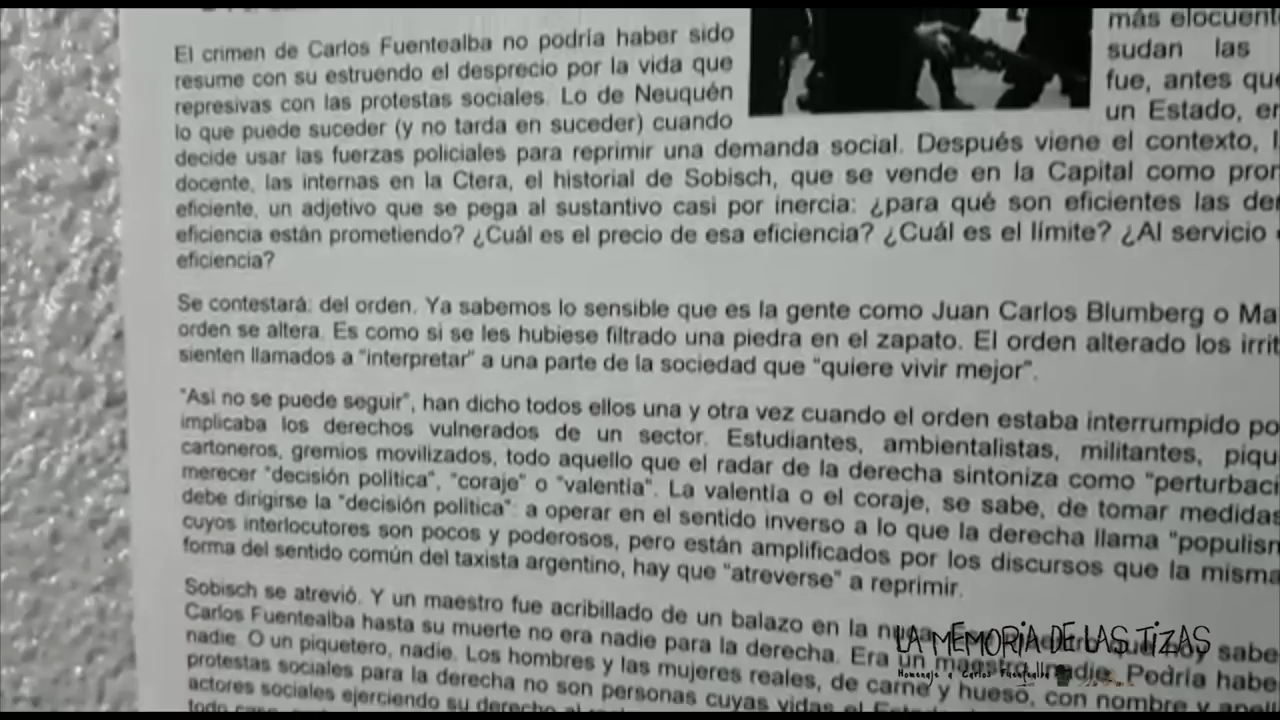 El crimen de Carlos Fuentealba no podría haber sido
resume con su estruendo el desprecio por la vida que
represivas con las protestas sociales. Lo de Neuquén
lo que puede suceder (y no tarda en suceder) cuando
más elocuent
sudan las
fue, antes que
un Estado, en
decide usar las fuerzas policiales para reprimir una demanda social. Después viene el contexto, l
docente, las internas en la Ctera, el historial de Sobisch, que se vende en la Capital como pron
eficiente, un adjetivo que se pega al sustantivo casi por inercia: ¿para qué son eficientes las de
eficiencia están prometiendo? ¿Cuál es el precio de esa eficiencia? ¿Cuál es el límite? ¿Al servicio
eficiencia?
Se contestará: del orden. Ya sabemos lo sensible que es la gente como Juan Carlos Blumberg o Ma
orden se altera. Es como si se les hubiese filtrado una piedra en el zapato. El orden alterado los irrit
sienten llamados a "interpretar" a una parte de la sociedad que "quiere vivir mejor".
"Así no se puede seguir", han dicho todos ellos una y otra vez cuando el orden estaba interrumpido po
implicaba los derechos vulnerados de un sector. Estudiantes, ambientalistas, militantes, piqu
cartoneros, gremios movilizados, todo aquello que el radar de la derecha sintoniza como "perturbaci
merecer "decisión política", "coraje" o "valentía". La valentía o el coraje, se sabe, de tomar medidas
debe dirigirse la "decisión política": a operar en el sentido inverso a lo que la derecha llama "populism
cuyos interlocutores son pocos y poderosos, pero están amplificados por los discursos que la misma
forma del sentido común del taxista argentino, hay que "atreverse" a reprimir.
Sobisch se atrevió. Y un maestro fue acribillado de un balazo en la sabe
Carlos Fuentealba hasta su muerte no era nadie para la derecha. Era un maestro, nadie. Podría habe
nadie. O un piquetero, nadie. Los hombres y las mujeres reales, de carne y hueso, con nombre y apell
protestas sociales para la derecha no son personas cuyas vidas el
actores sociales ejerciendo su derecho al
LA MEMORIA DE LAS TIZAS
Homenaje a Carlos Fuentealba